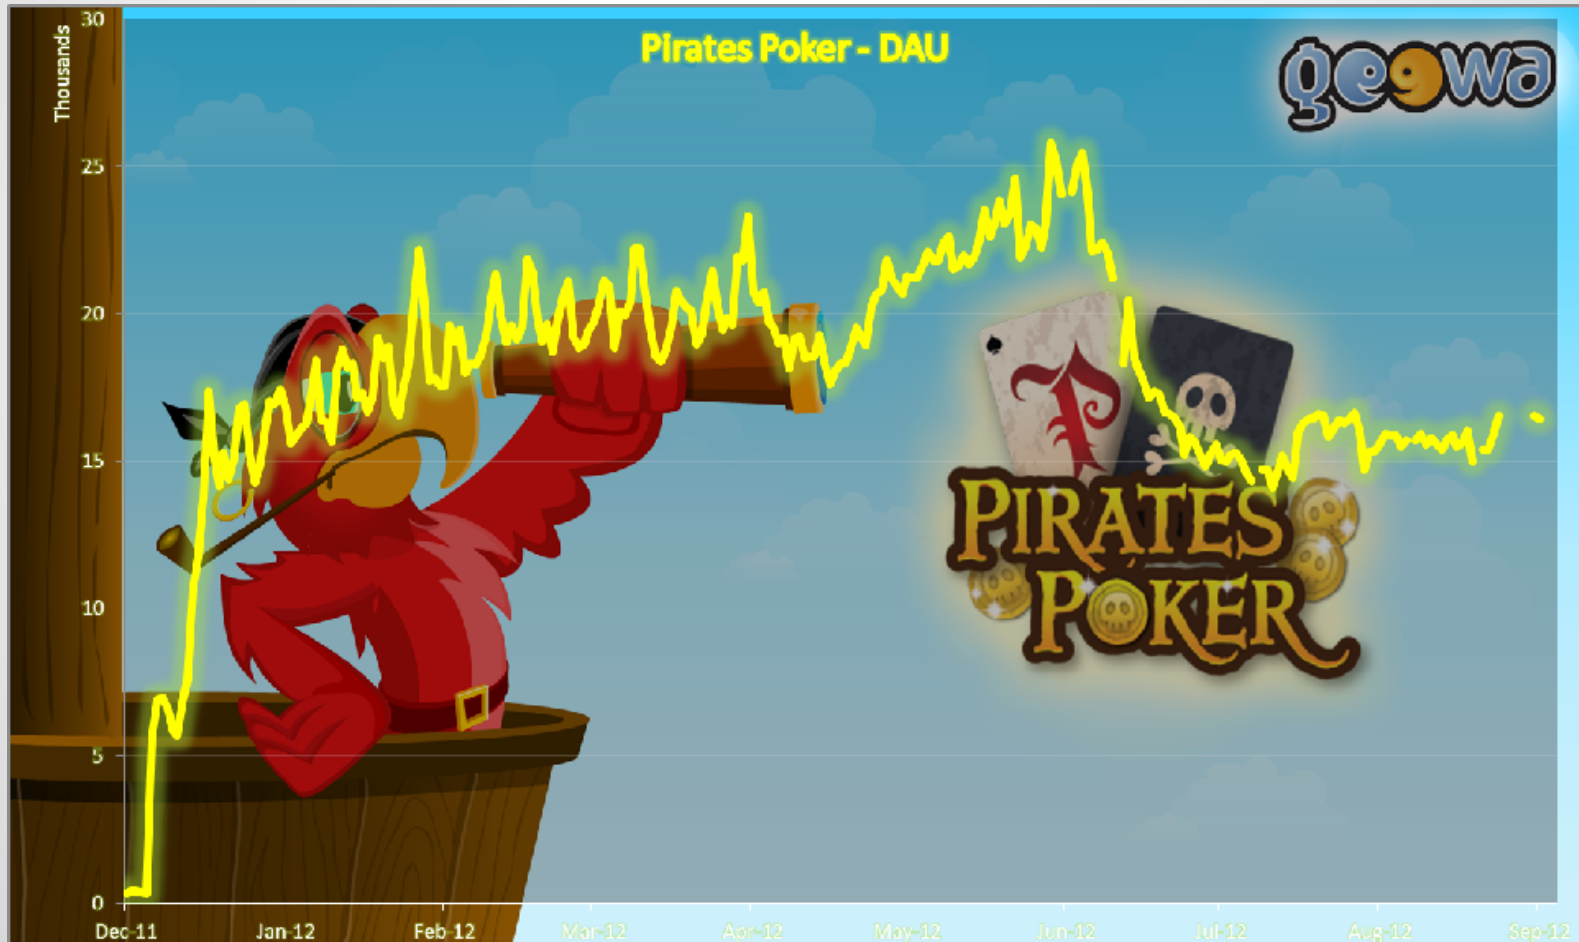 Pirates Poker - DAU
geewa
Thousands
30
25
20
15
10
5
0
Dec-11 Jan-12 Feb-12 Mar-12 Apr-12 May-12 Jun-12 Jul-12 Aug-12 Sep-12
P
PIRATES
POKER